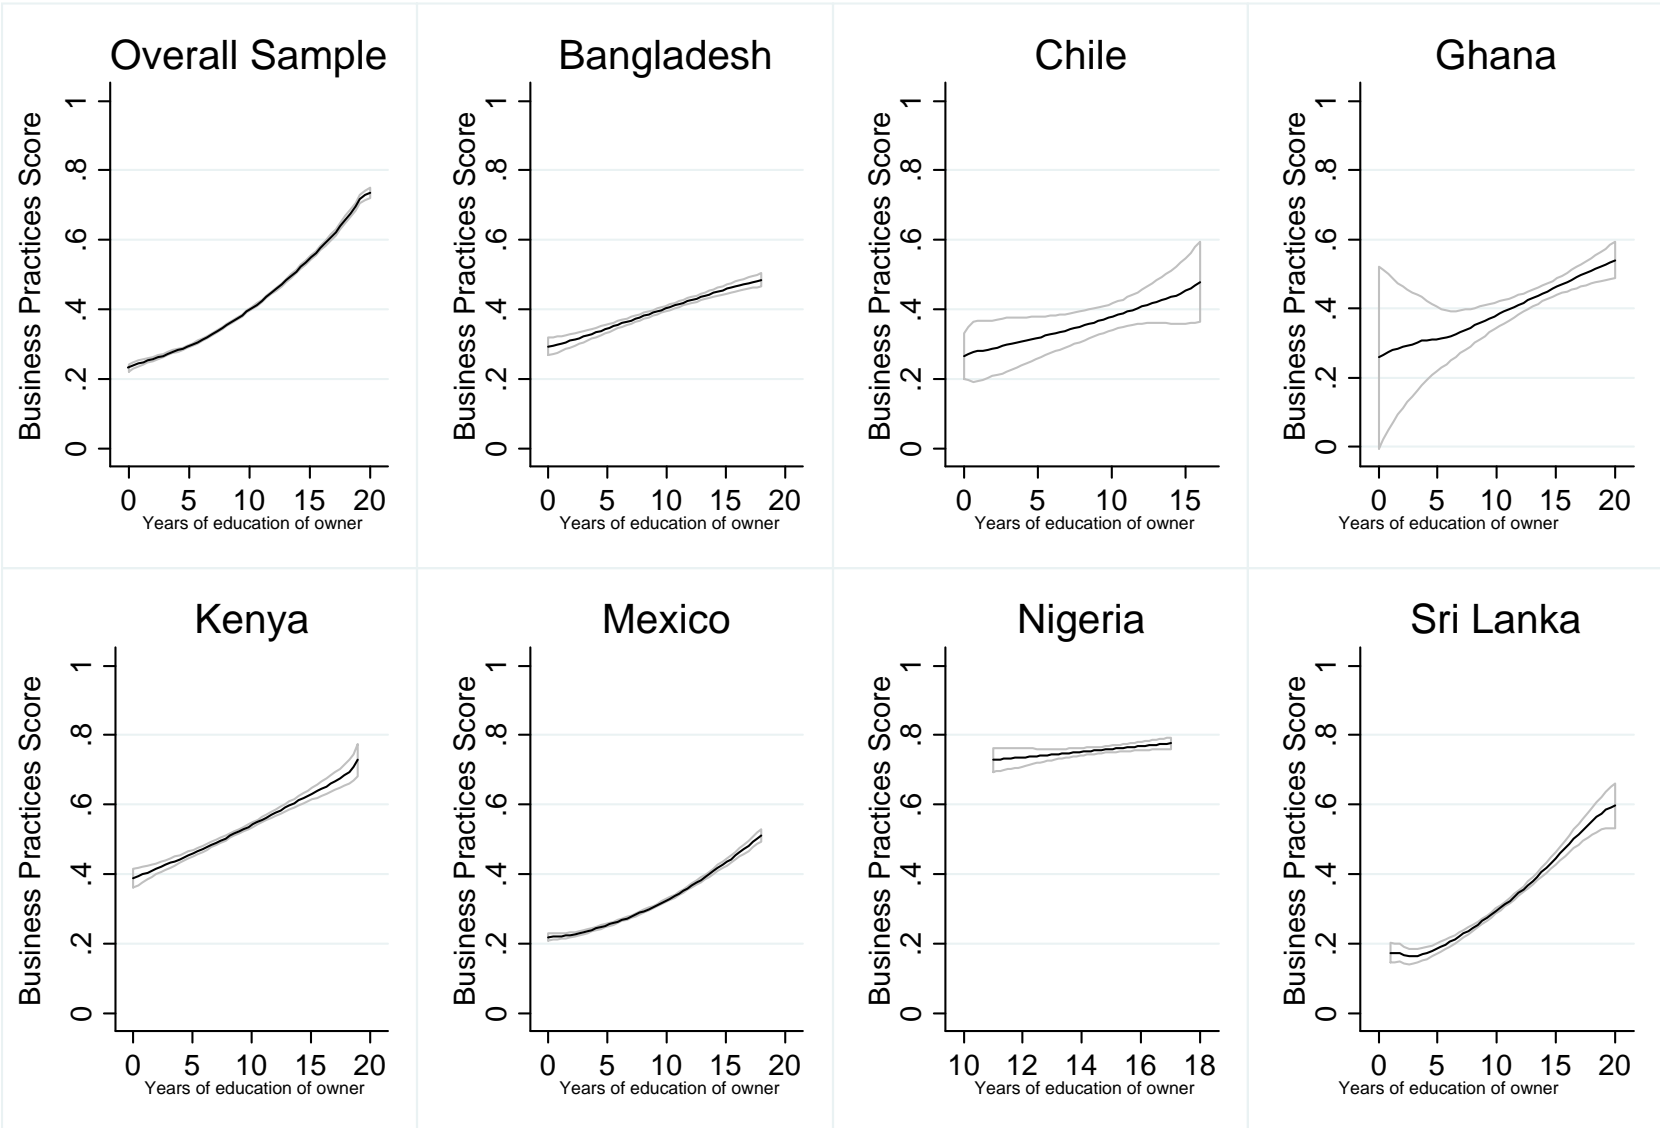 Overall Sample
Business Practices Score
1
.8
.6
.4
.2
0
0 5 10 15 20
Years of education of owner
Bangladesh
Business Practices Score
1
.8
.6
.4
.2
0
0 5 10 15 20
Years of education of owner
Chile
Business Practices Score
1
.8
.6
.4
.2
0
0 5 10 15
Years of education of owner
Ghana
Business Practices Score
1
.8
.6
.4
.2
0
0 5 10 15 20
Years of education of owner
Kenya
Business Practices Score
1
.8
.6
.4
.2
0
0 5 10 15 20
Years of education of owner
Mexico
Business Practices Score
1
.8
.6
.4
.2
0
0 5 10 15 20
Years of education of owner
Nigeria
Business Practices Score
1
.8
.6
.4
.2
0
10 12 14 16 18
Years of education of owner
Sri Lanka
Business Practices Score
1
.8
.6
.4
.2
0
0 5 10 15 20
Years of education of owner